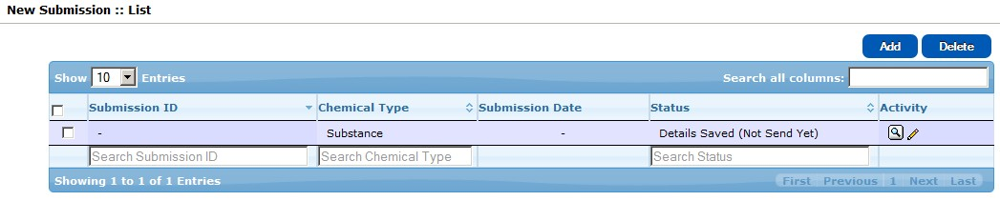 New Submission :: List
Add Delete
Show 10 Entries Search all columns:
Submission ID Chemical Type Submission Date Status Activity
- Substance - Details Saved (Not Send Yet)
Search Submission ID Search Chemical Type Search Status
Showing 1 to 1 of 1 Entries First Previous 1 Next Last